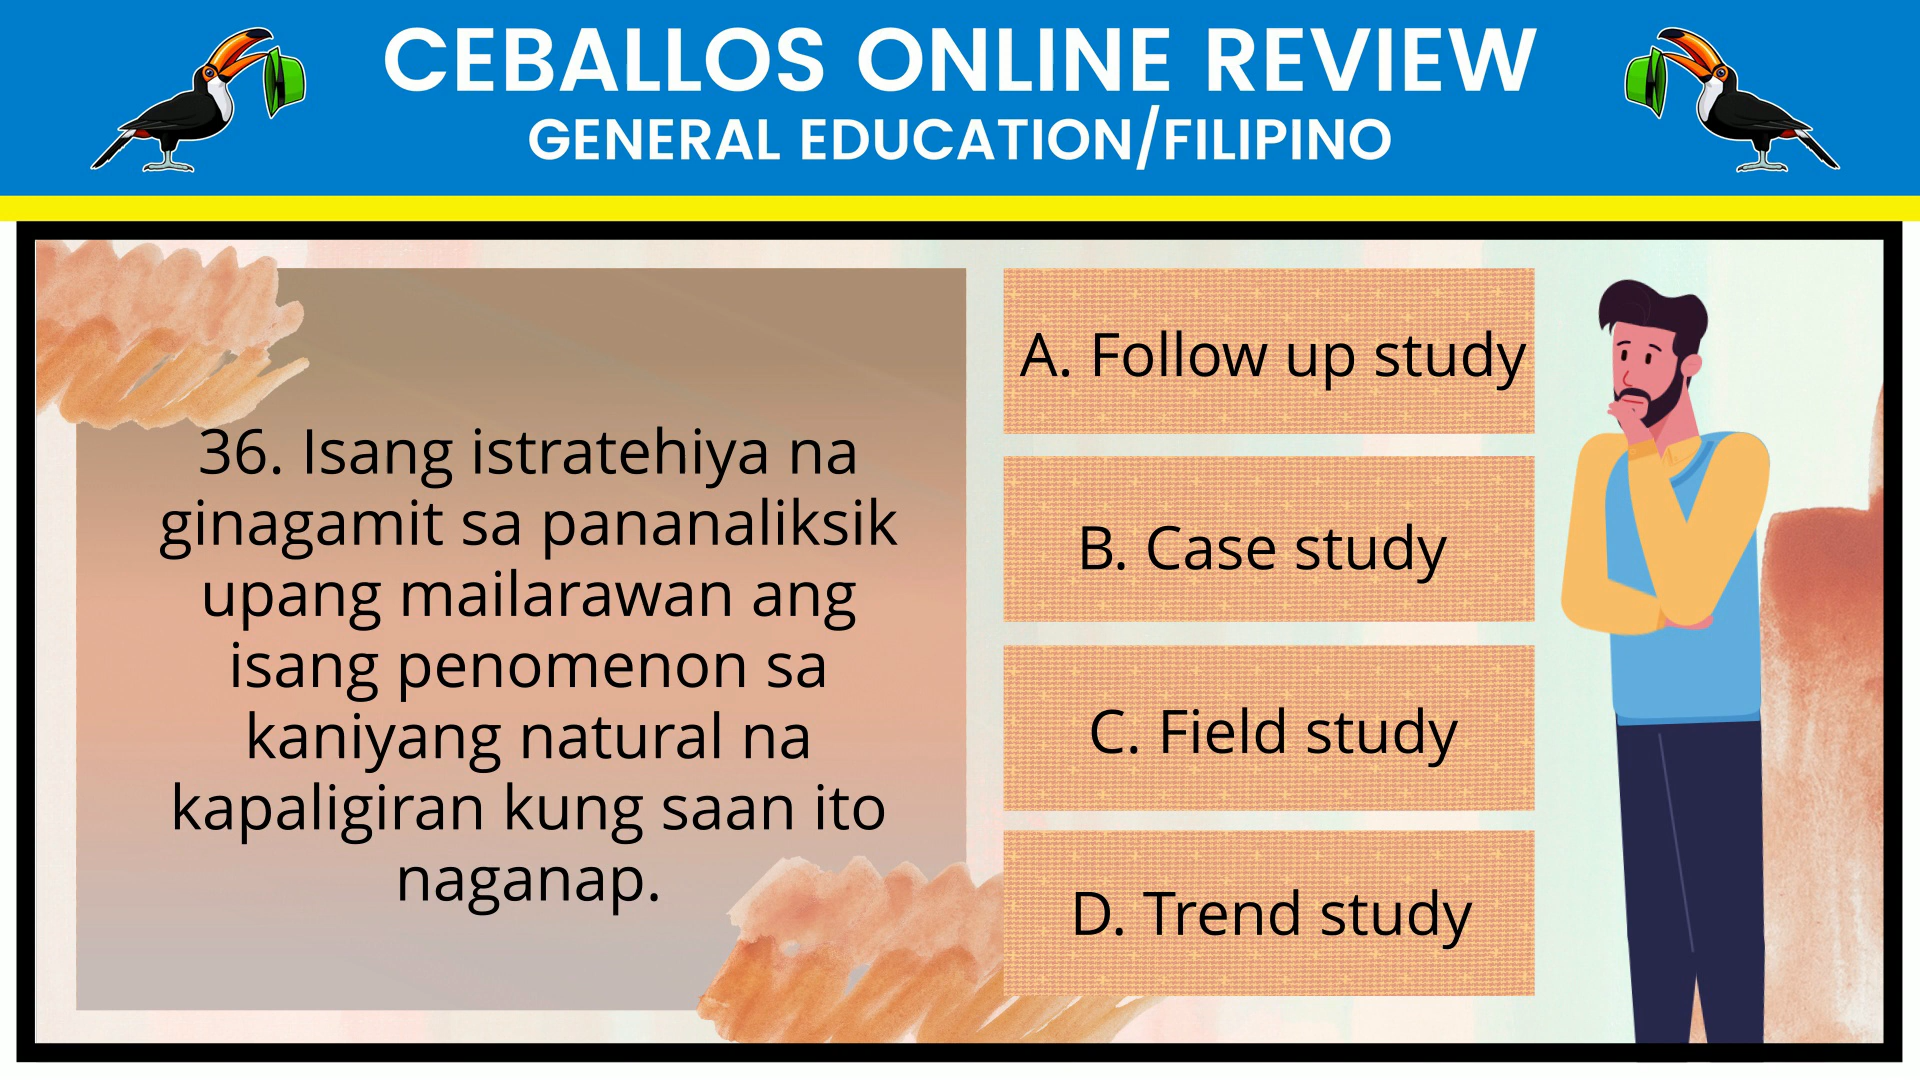 CEBALLOS ONLINE REVIEW
GENERAL EDUCATION/FILIPINO
36. Isang istratehiya na
ginagamit sa pananaliksik
upang mailarawan ang
isang penomenon sa
kaniyang natural na
kapaligiran kung saan ito
naganap.
A. Follow up study
B. Case study
C. Field study
D. Trend study